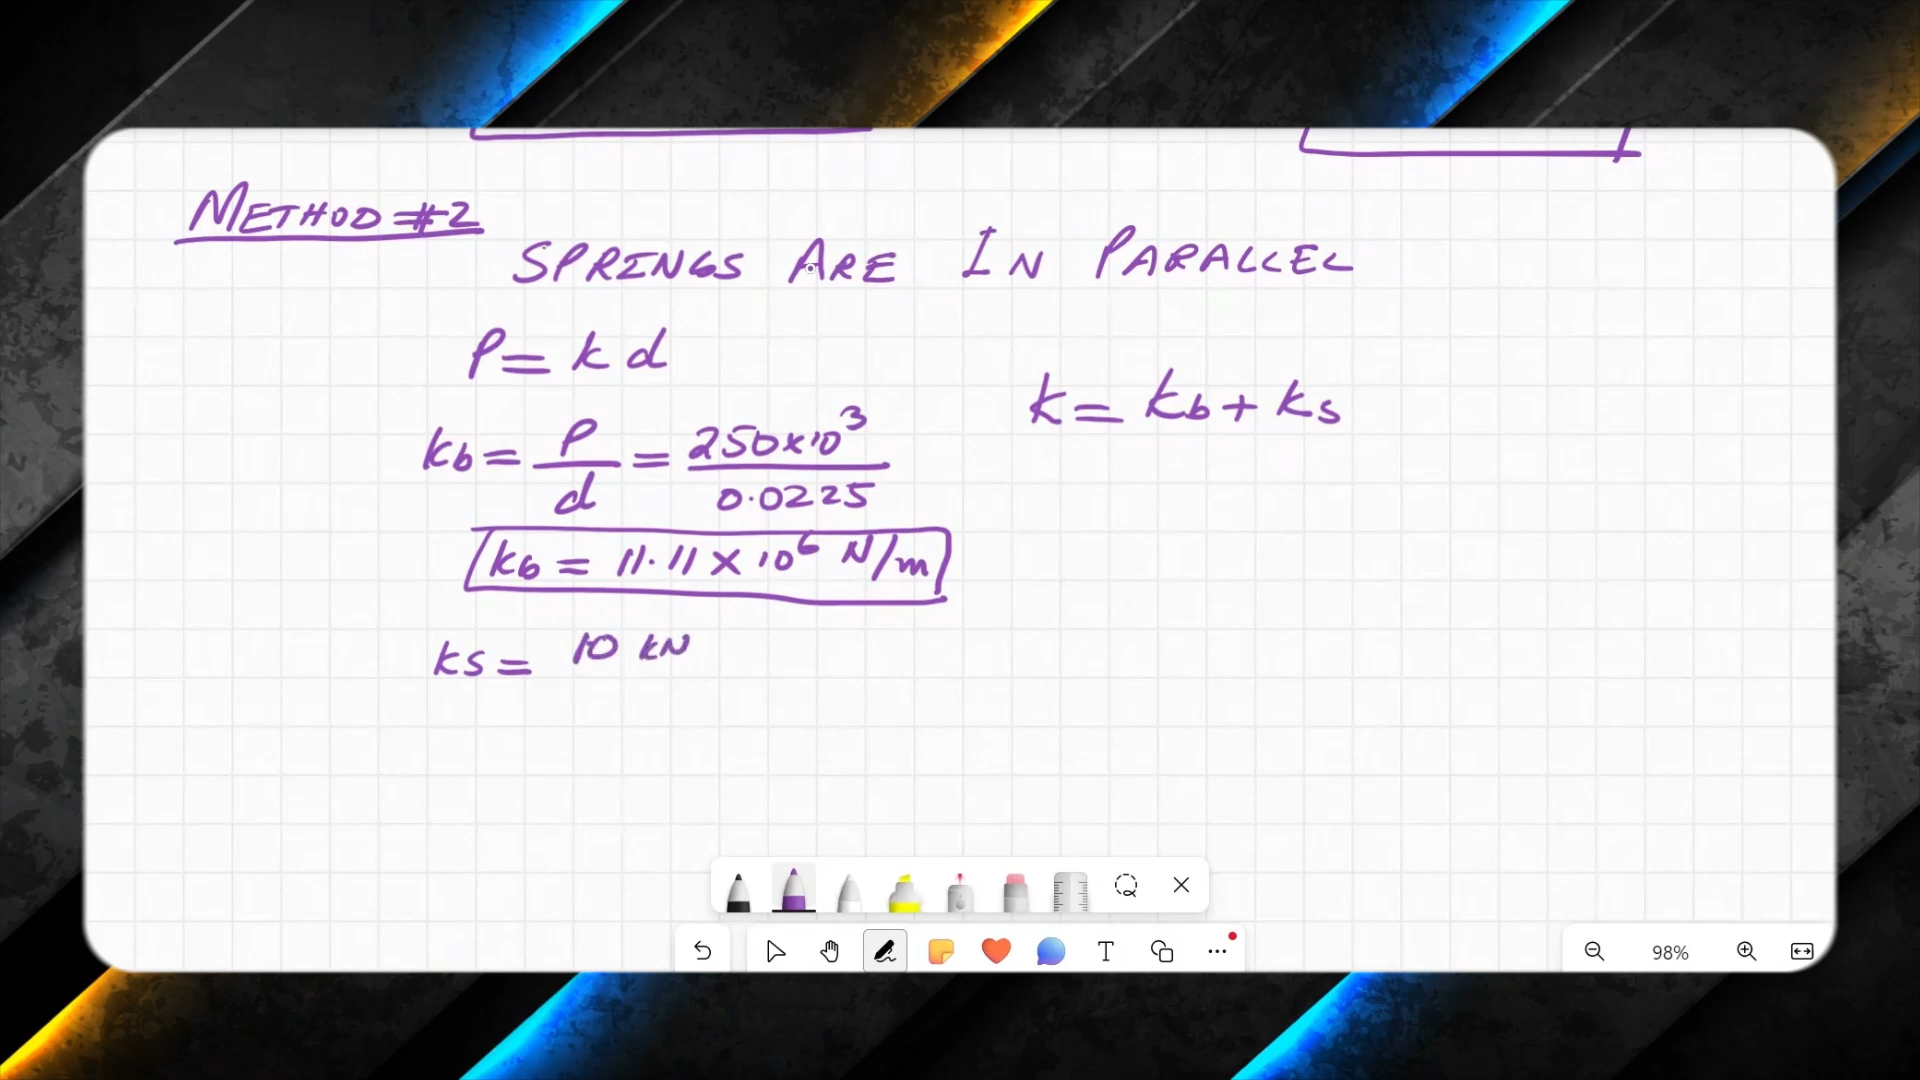 METHOD #2
SPRINGS ARE IN PARALLEL
P = k d
k = kb + ks
kb = P/d = 250×10³/0.0225
kb = 11.11 × 10⁶ N/m
ks = 10 kN
T
98%